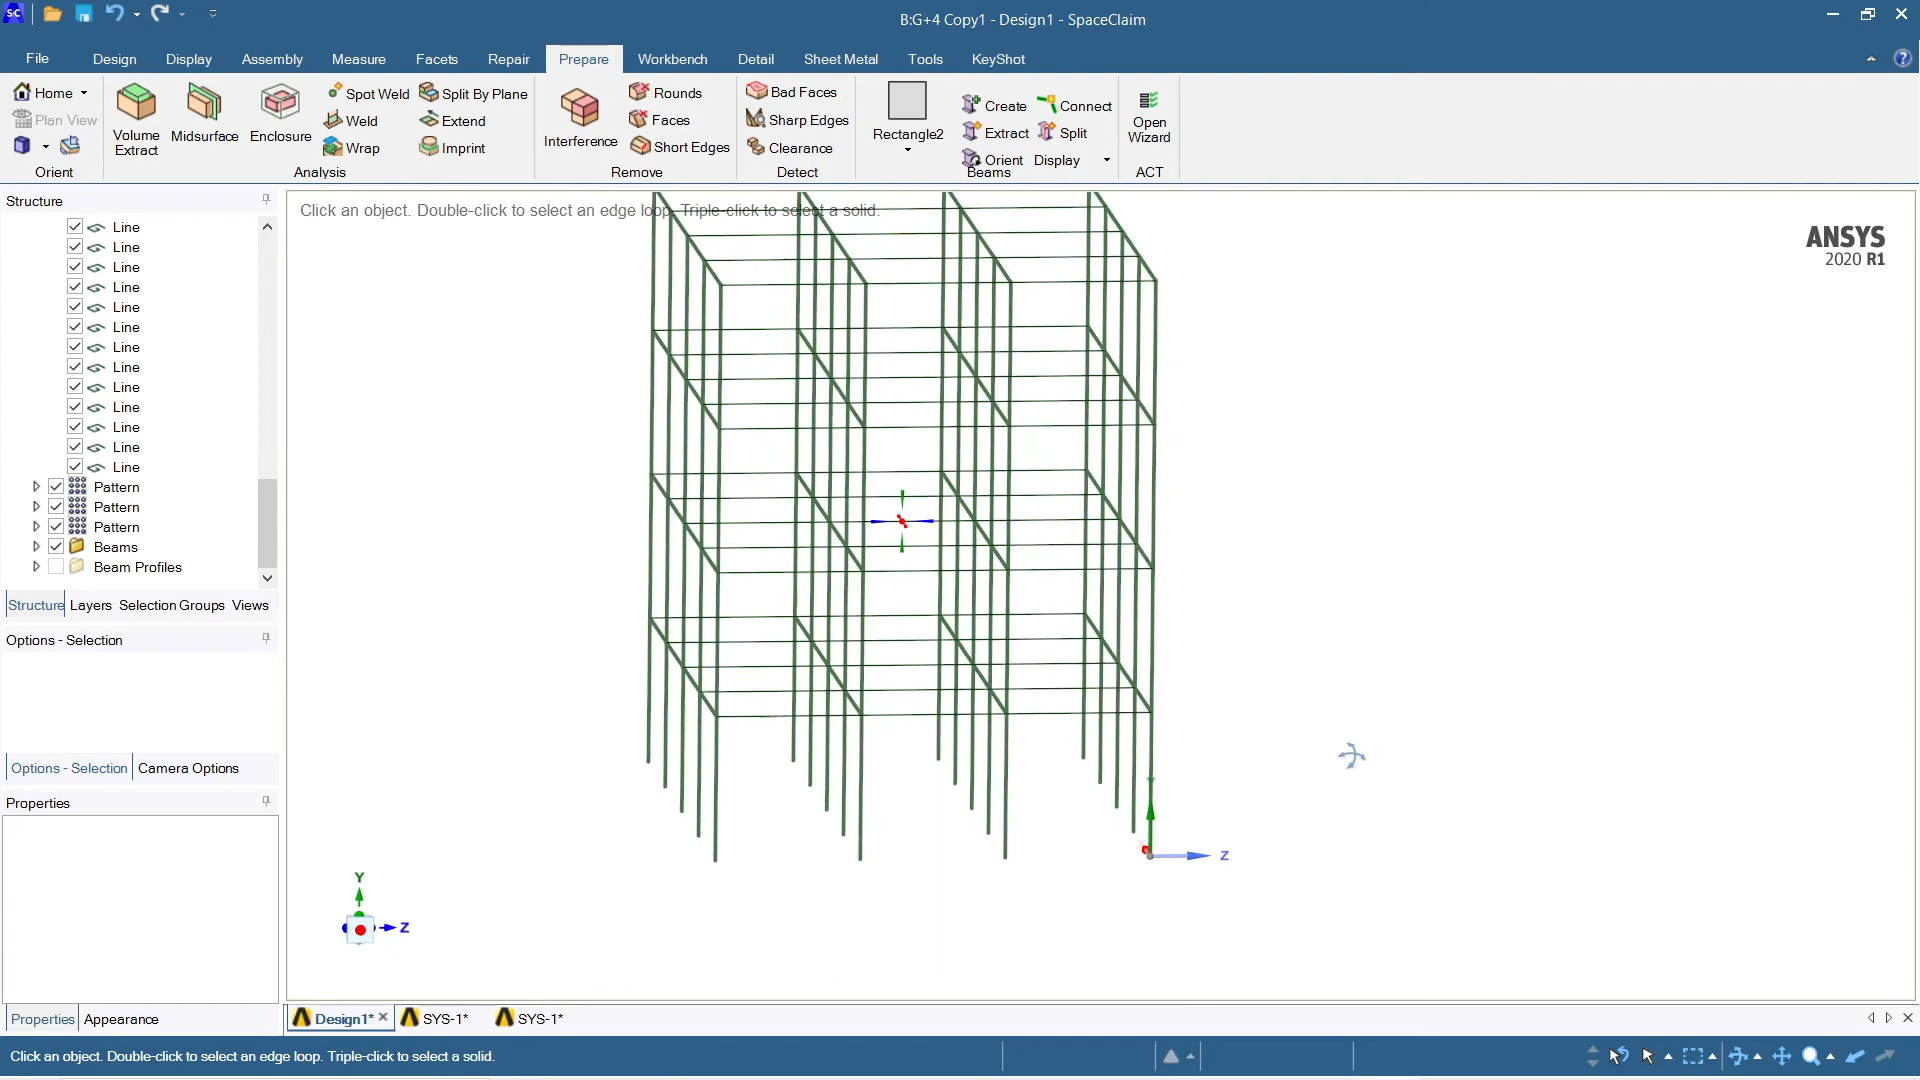 SC
B:G+4 Copy1 - Design1 - SpaceClaim
File Design Display Assembly Measure Facets Repair Prepare Workbench Detail Sheet Metal Tools KeyShot
Home
Plan View
Orient
Volume Extract
Midsurface
Enclosure
Spot Weld
Weld
Wrap
Split By Plane
Extend
Imprint
Analysis
Interference
Rounds
Faces
Short Edges
Remove
Bad Faces
Sharp Edges
Clearance
Detect
Rectangle2
Create
Extract
Orient
Connect
Split
Display
Beams
Open Wizard
ACT
Structure
Line
Line
Line
Line
Line
Line
Line
Line
Line
Line
Line
Line
Line
Pattern
Pattern
Pattern
Beams
Beam Profiles
Structure Layers Selection Groups Views
Options - Selection
Options - Selection Camera Options
Properties
Properties Appearance
Click an object. Double-click to select an edge loop. Triple-click to select a solid.
ANSYS
2020 R1
Y
Z
Y
Z
Design1* SYS-1* SYS-1*
Click an object. Double-click to select an edge loop. Triple-click to select a solid.